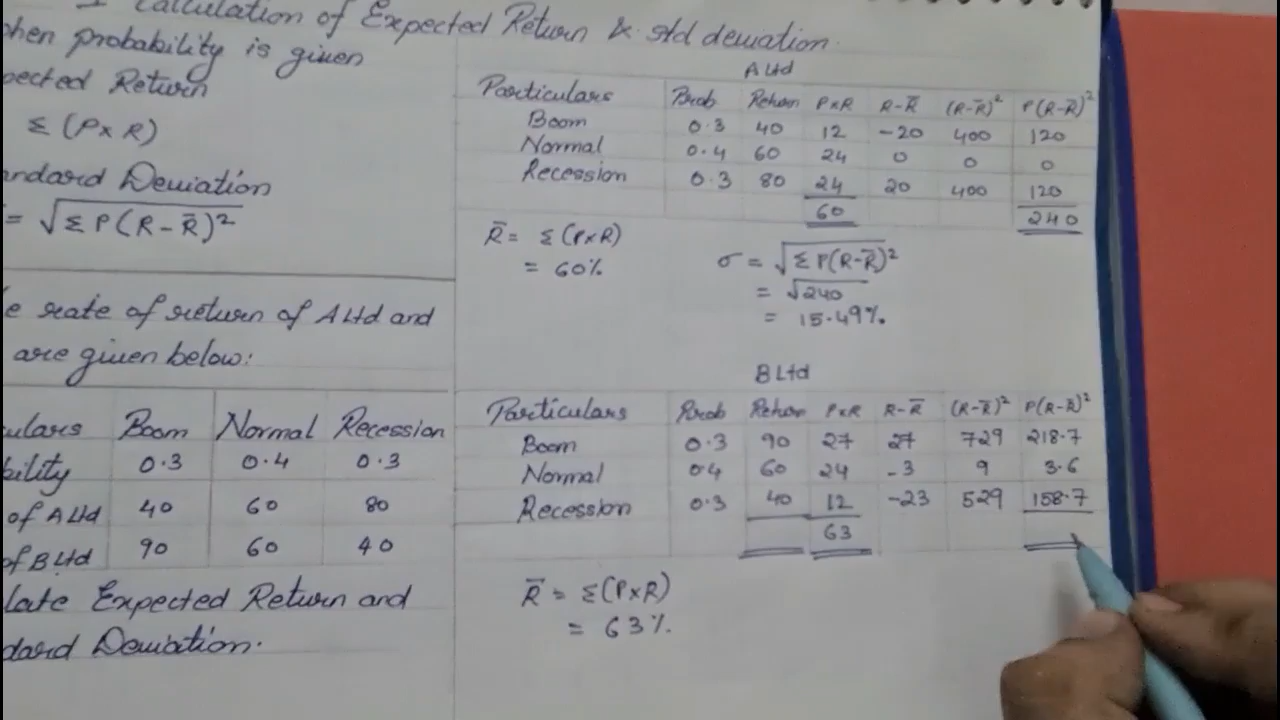 Calculation of Expected Return & std deviation.
when probability is given
pected Return
Σ (P×R)
andard Deviation
= √Σ P(R-R̄)²
e rate of return of A Ltd and
are given below:
culars Boom Normal Recession
bility 0.3 0.4 0.3
of A Ltd 40 60 80
of B Ltd 90 60 40
late Expected Return and
dard Deviation.
A Ltd
Particulars Prob Return P×R R-R̄ (R-R̄)² P(R-R̄)²
Boom 0.3 40 12 -20 400 120
Normal 0.4 60 24 0 0 0
Recession 0.3 80 24 20 400 120
60 240
R̄ = Σ (P×R)
= 60%
σ = √Σ P(R-R̄)²
= √240
= 15.49%
B Ltd
Particulars Prob Return P×R R-R̄ (R-R̄)² P(R-R̄)²
Boom 0.3 90 27 27 729 218.7
Normal 0.4 60 24 -3 9 3.6
Recession 0.3 40 12 -23 529 158.7
63
R̄ = Σ(P×R)
= 63%.